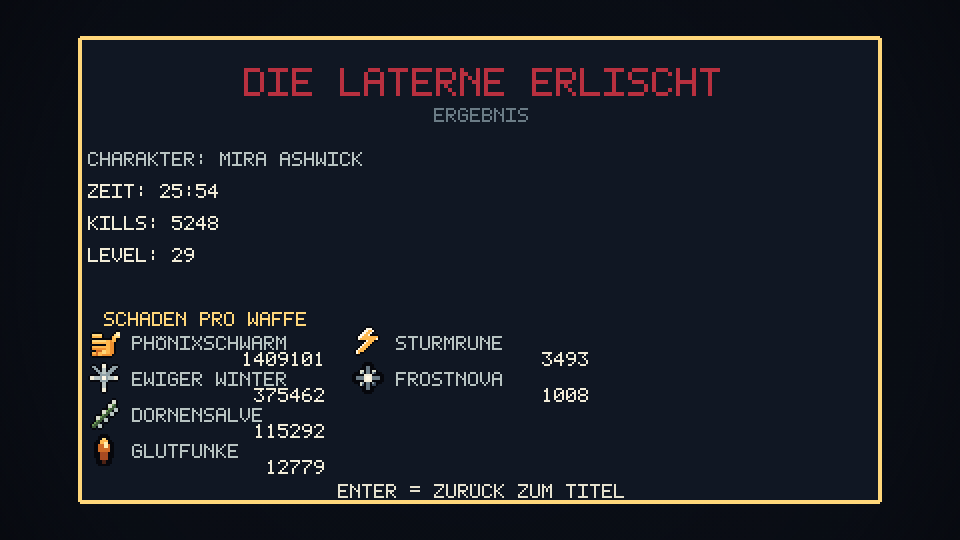 DIE LATERNE ERLISCHT
ERGEBNIS
CHARAKTER: MIRA ASHWICK
ZEIT: 25:54
KILLS: 5248
LEVEL: 29
SCHADEN PRO WAFFE
PHÖNIXSCHWARM
1409101
EWIGER WINTER
375462
DORNENSALVE
115292
GLUTFUNKE
12779
STURMRUNE
3493
FROSTNOVA
1008
ENTER = ZURÜCK ZUM TITEL